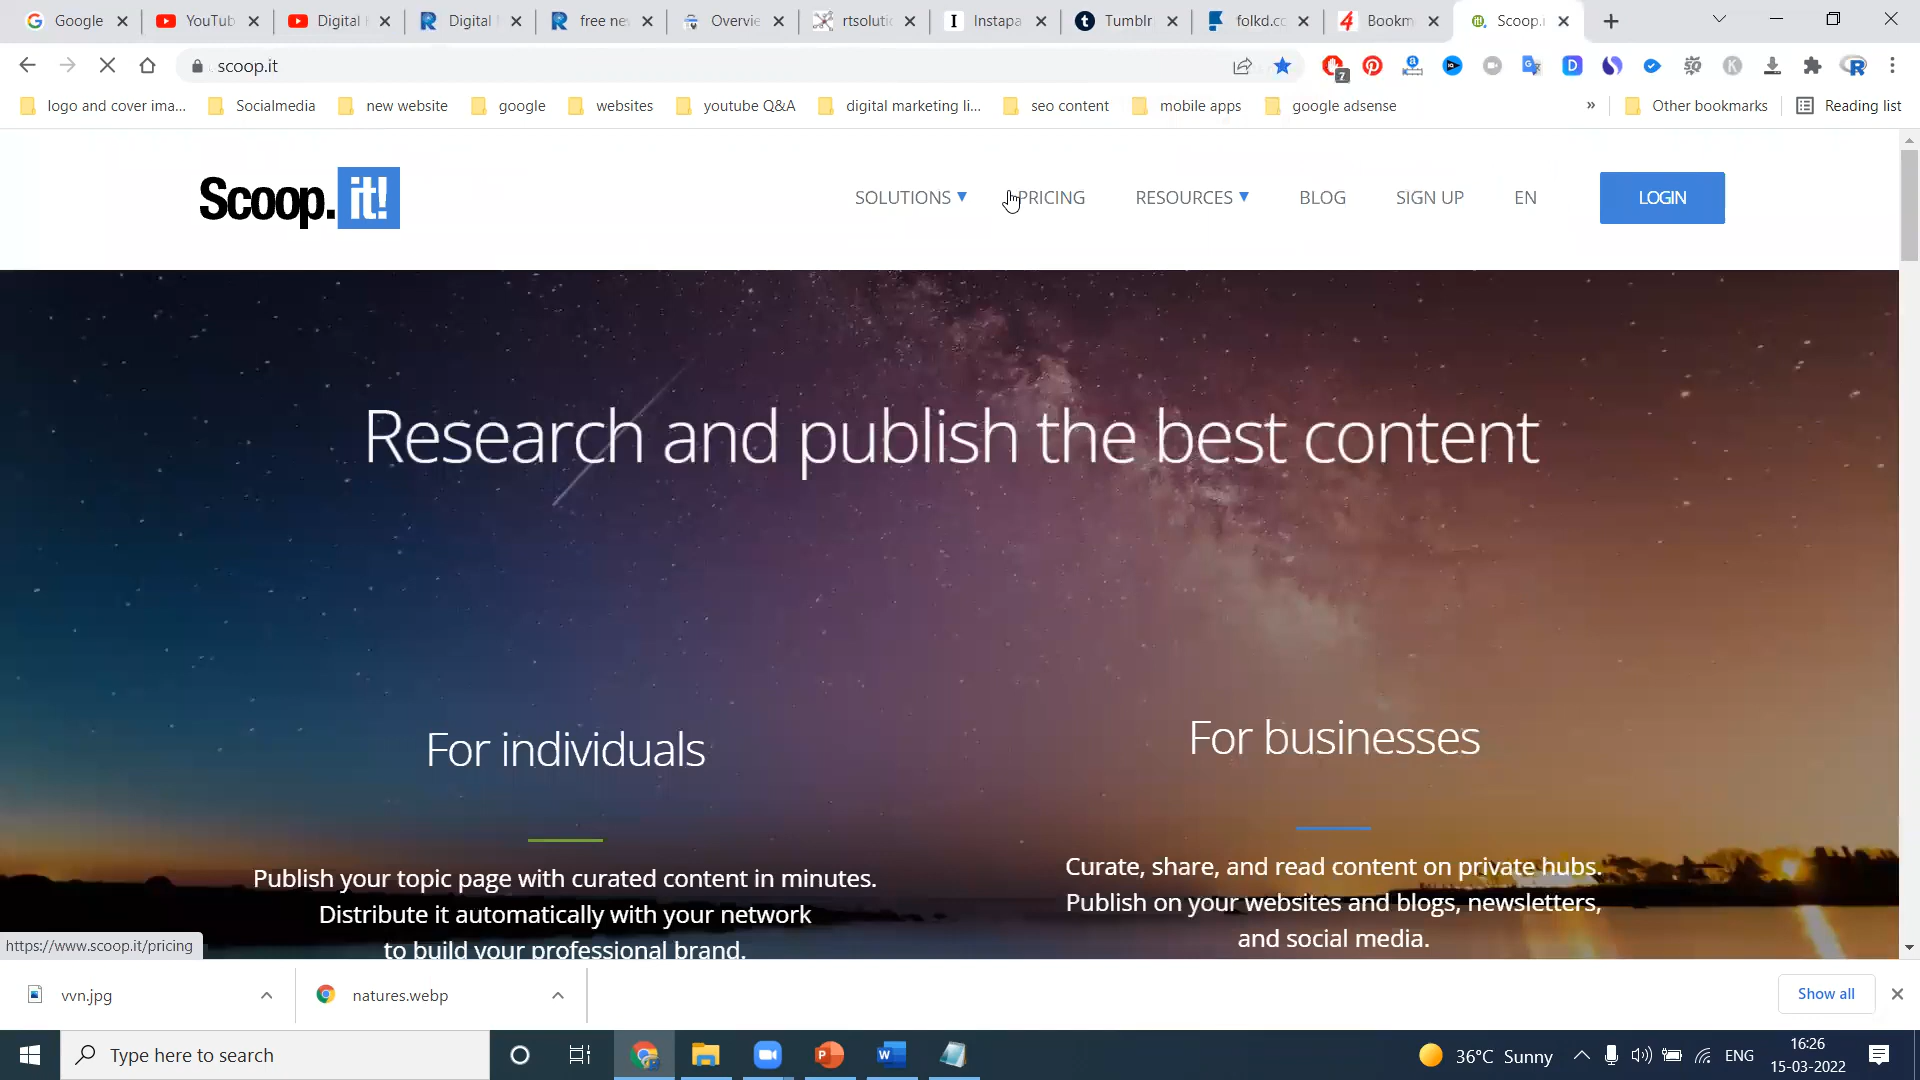 Google
YouTub
Digital
Digital
free ne
Overvie
rtsolutio
Instapa
Tumblr
folkd.co
Bookm
Scoop.i
scoop.it
7
logo and cover ima...
Socialmedia
new website
google
websites
youtube Q&A
digital marketing li...
seo content
mobile apps
google adsense
»
Other bookmarks
Reading list
Scoop.it!
SOLUTIONS ▼
PRICING
RESOURCES ▼
BLOG
SIGN UP
EN
LOGIN
Research and publish the best content
For individuals
Publish your topic page with curated content in minutes.
Distribute it automatically with your network
to build your professional brand.
For businesses
Curate, share, and read content on private hubs.
Publish on your websites and blogs, newsletters,
and social media.
https://www.scoop.it/pricing
vvn.jpg
natures.webp
Show all
Type here to search
36°C Sunny
ENG
16:26
15-03-2022